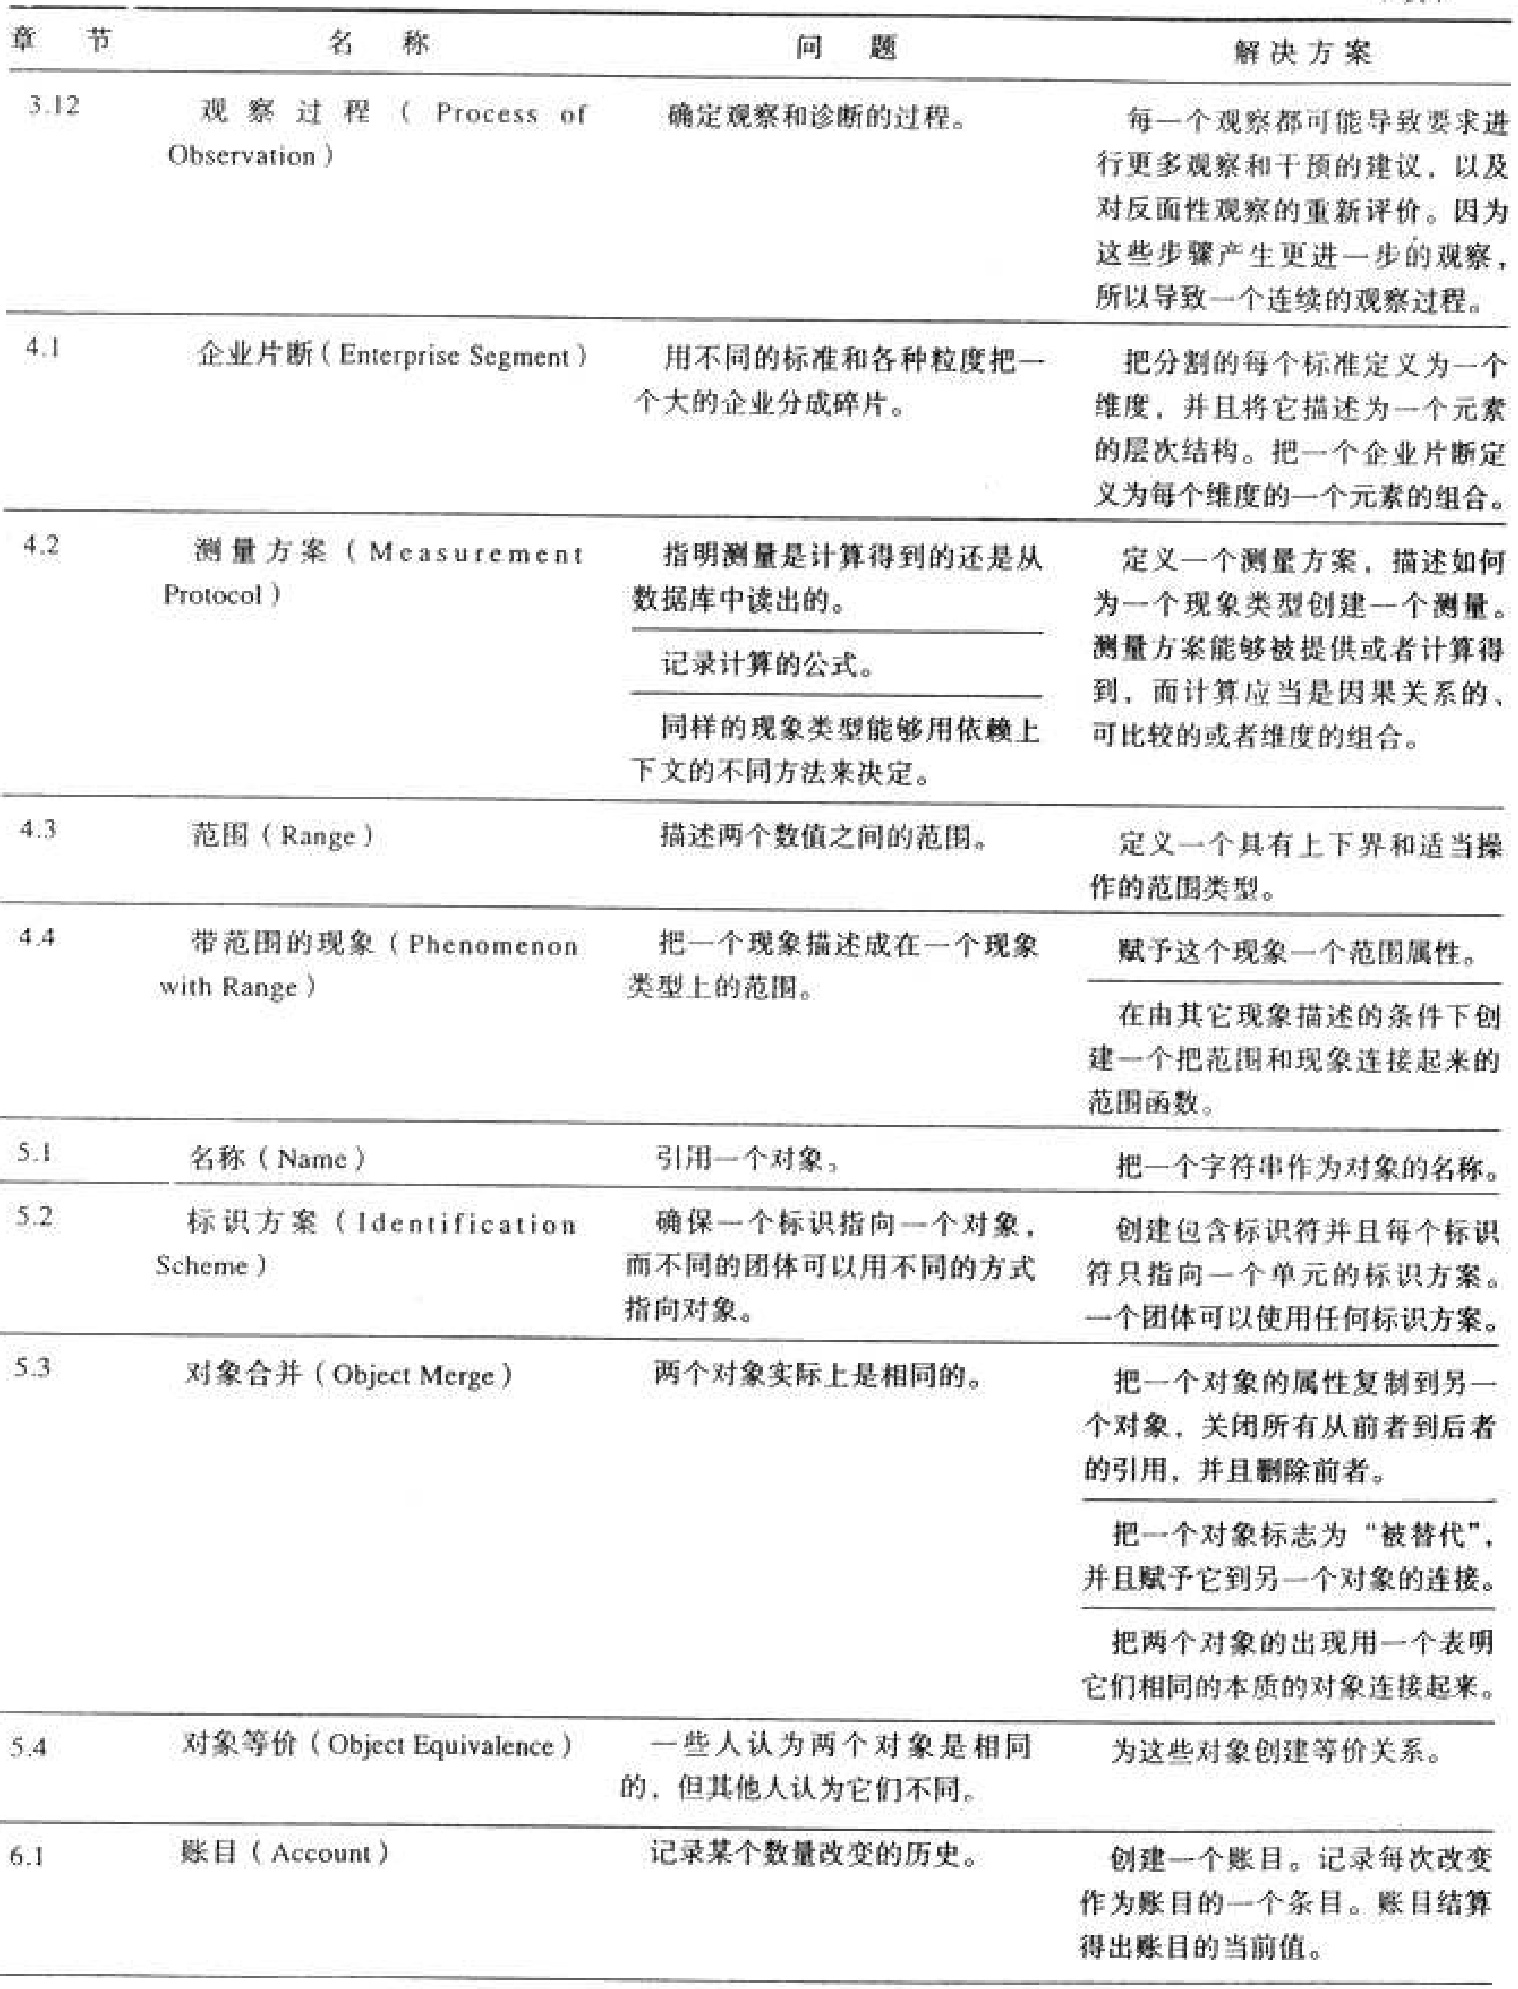 章 节 名 称 问 题 解决方案
3.12
观察过程（Process of
Observation）
确定观察和诊断的过程。
每一个观察都可能导致要求进
行更多观察和干预的建议，以及
对反面性观察的重新评价。因为
这些步骤产生更进一步的观察，
所以导致一个连续的观察过程。
4.1
企业片断（Enterprise Segment）
用不同的标准和各种粒度把一
个大的企业分成碎片。
把分割的每个标准定义为一个
维度，并且将它描述为一个元素
的层次结构。把一个企业片断定
义为每个维度的一个元素的组合。
4.2
测量方案（Measurement
Protocol）
指明测量是计算得到的还是从
数据库中读出的。
记录计算的公式。
同样的现象类型能够用依赖上
下文的不同方法来决定。
定义一个测量方案，描述如何
为一个现象类型创建一个测量。
测量方案能够被提供或者计算得
到，而计算应当是因果关系的、
可比较的或者维度的组合。
4.3
范围（Range）
描述两个数值之间的范围。
定义一个具有上下界和适当操
作的范围类型。
4.4
带范围的现象（Phenomenon
with Range）
把一个现象描述成在一个现象
类型上的范围。
赋予这个现象一个范围属性。
在由其它现象描述的条件下创
建一个把范围和现象连接起来的
范围函数。
5.1
名称（Name）
引用一个对象。
把一个字符串作为对象的名称。
5.2
标识方案（Identification
Scheme）
确保一个标识指向一个对象，
而不同的团体可以用不同的方式
指向对象。
创建包含标识符并且每个标识
符只指向一个单元的标识方案。
一个团体可以使用任何标识方案。
5.3
对象合并（Object Merge）
两个对象实际上是相同的。
把一个对象的属性复制到另一
个对象，关闭所有从前者到后者
的引用，并且删除前者。
把一个对象标志为“被替代”，
并且赋予它到另一个对象的连接。
把两个对象的出现用一个表明
它们相同的本质的对象连接起来。
5.4
对象等价（Object Equivalence）
一些人认为两个对象是相同
的，但其他人认为它们不同。
为这些对象创建等价关系。
6.1
账目（Account）
记录某个数量改变的历史。
创建一个账目。记录每次改变
作为账目的一个条目。账目结算
得出账目的当前值。